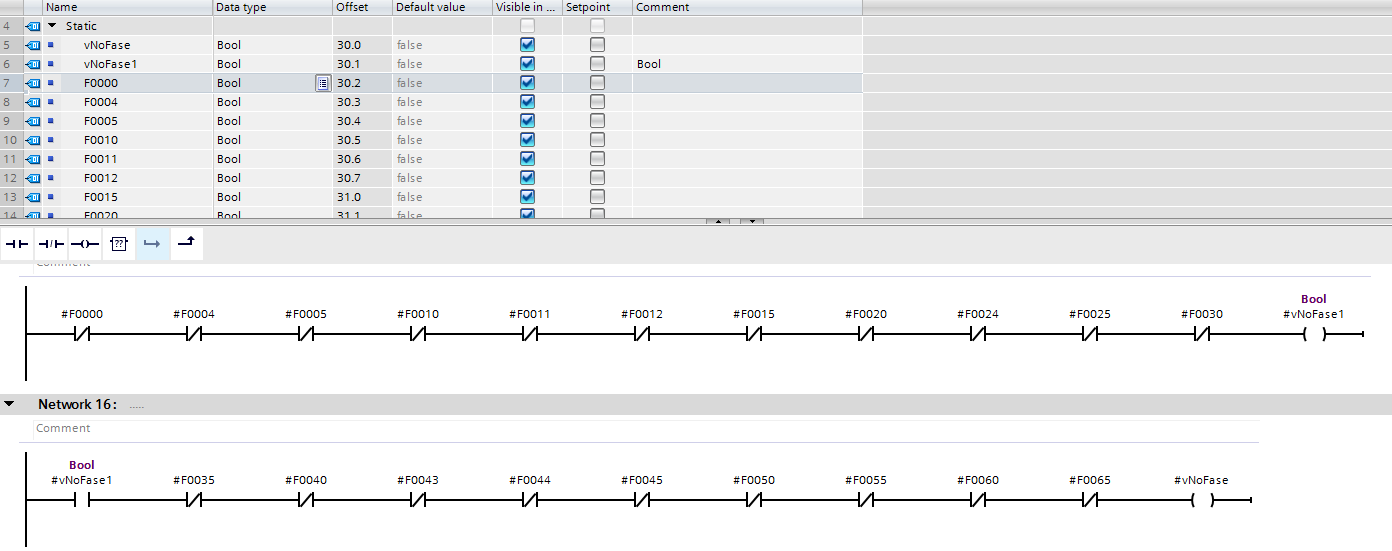 Name Data type Offset Default value Visible in ... Setpoint Comment
4 Static
5 vNoFase Bool 30.0 false
6 vNoFase1 Bool 30.1 false Bool
7 F0000 Bool 30.2 false
8 F0004 Bool 30.3 false
9 F0005 Bool 30.4 false
10 F0010 Bool 30.5 false
11 F0011 Bool 30.6 false
12 F0012 Bool 30.7 false
13 F0015 Bool 31.0 false
14 F0020 Bool 31.1 false
??
Comment
Bool
#F0000 #F0004 #F0005 #F0010 #F0011 #F0012 #F0015 #F0020 #F0024 #F0025 #F0030 #vNoFase1
Network 16: .....
Comment
Bool
#vNoFase1 #F0035 #F0040 #F0043 #F0044 #F0045 #F0050 #F0055 #F0060 #F0065 #vNoFase